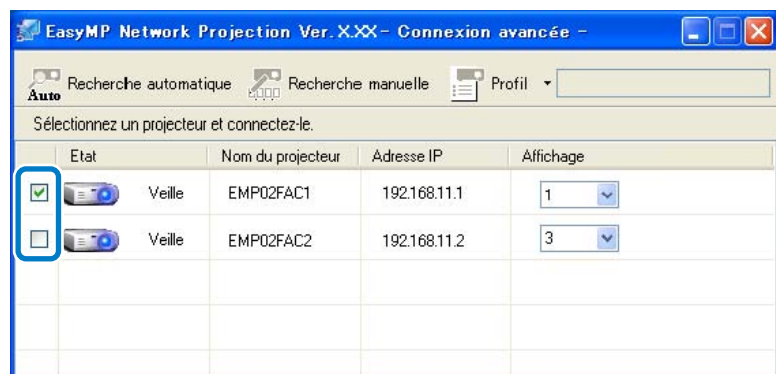 EasyMP Network Projection Ver.X.XX - Connexion avancée -
Auto Recherche automatique Recherche manuelle Profil
Sélectionnez un projecteur et connectez-le.
Etat Nom du projecteur Adresse IP Affichage
Veille EMP02FAC1 192.168.11.1 1
Veille EMP02FAC2 192.168.11.2 3